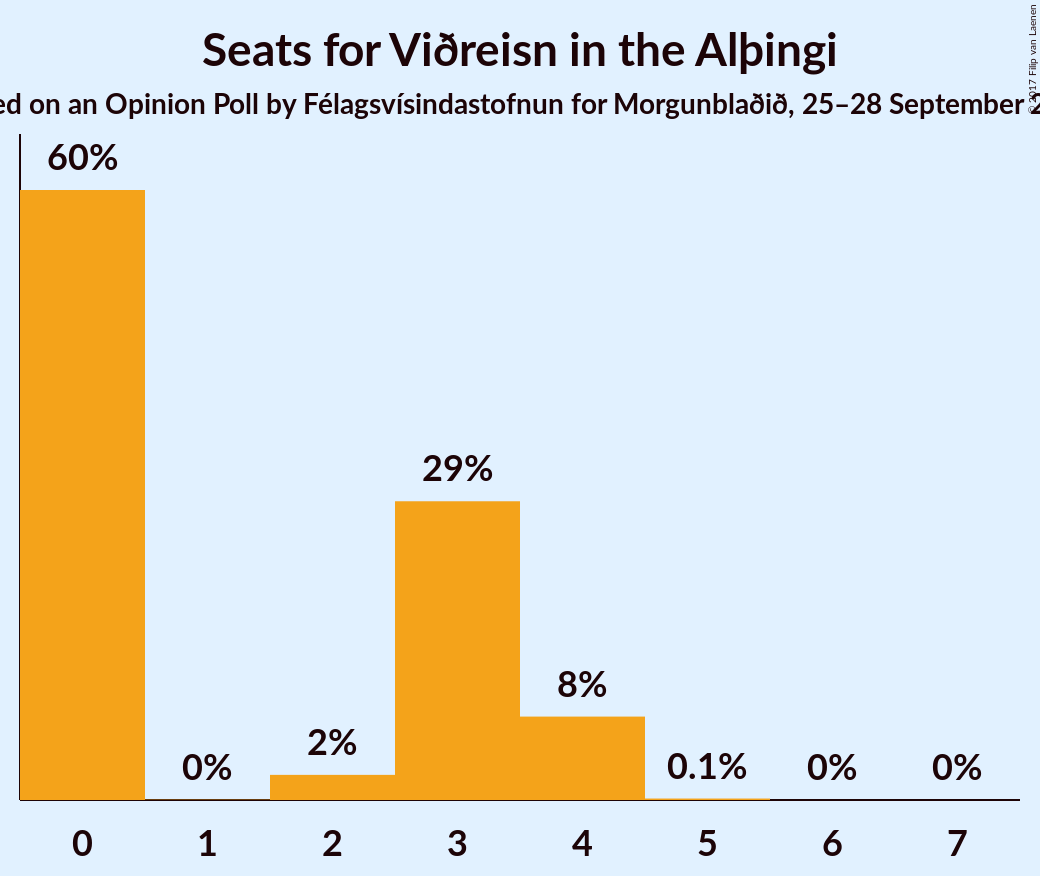 Seats for Viðreisn in the Alþingi
ed on an Opinion Poll by Félagsvísindastofnun for Morgunblaðið, 25–28 September
© 2017 Filip van Laenen
60%
29%
8%
2%
0%
0.1%
0%
0%
0 1 2 3 4 5 6 7